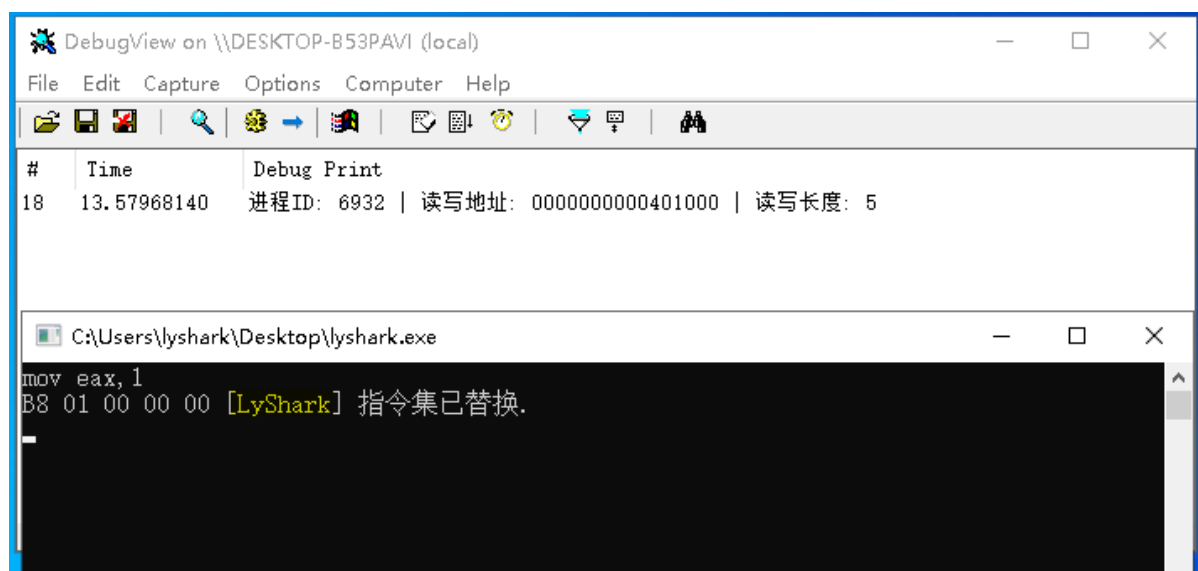 DebugView on \\DESKTOP-B53PAVI (local)
File Edit Capture Options Computer Help
# Time Debug Print
18 13.57968140 进程ID: 6932 | 读写地址: 0000000000401000 | 读写长度: 5
C:\Users\lyshark\Desktop\lyshark.exe
mov eax,1
B8 01 00 00 00 [LyShark] 指令集已替换.